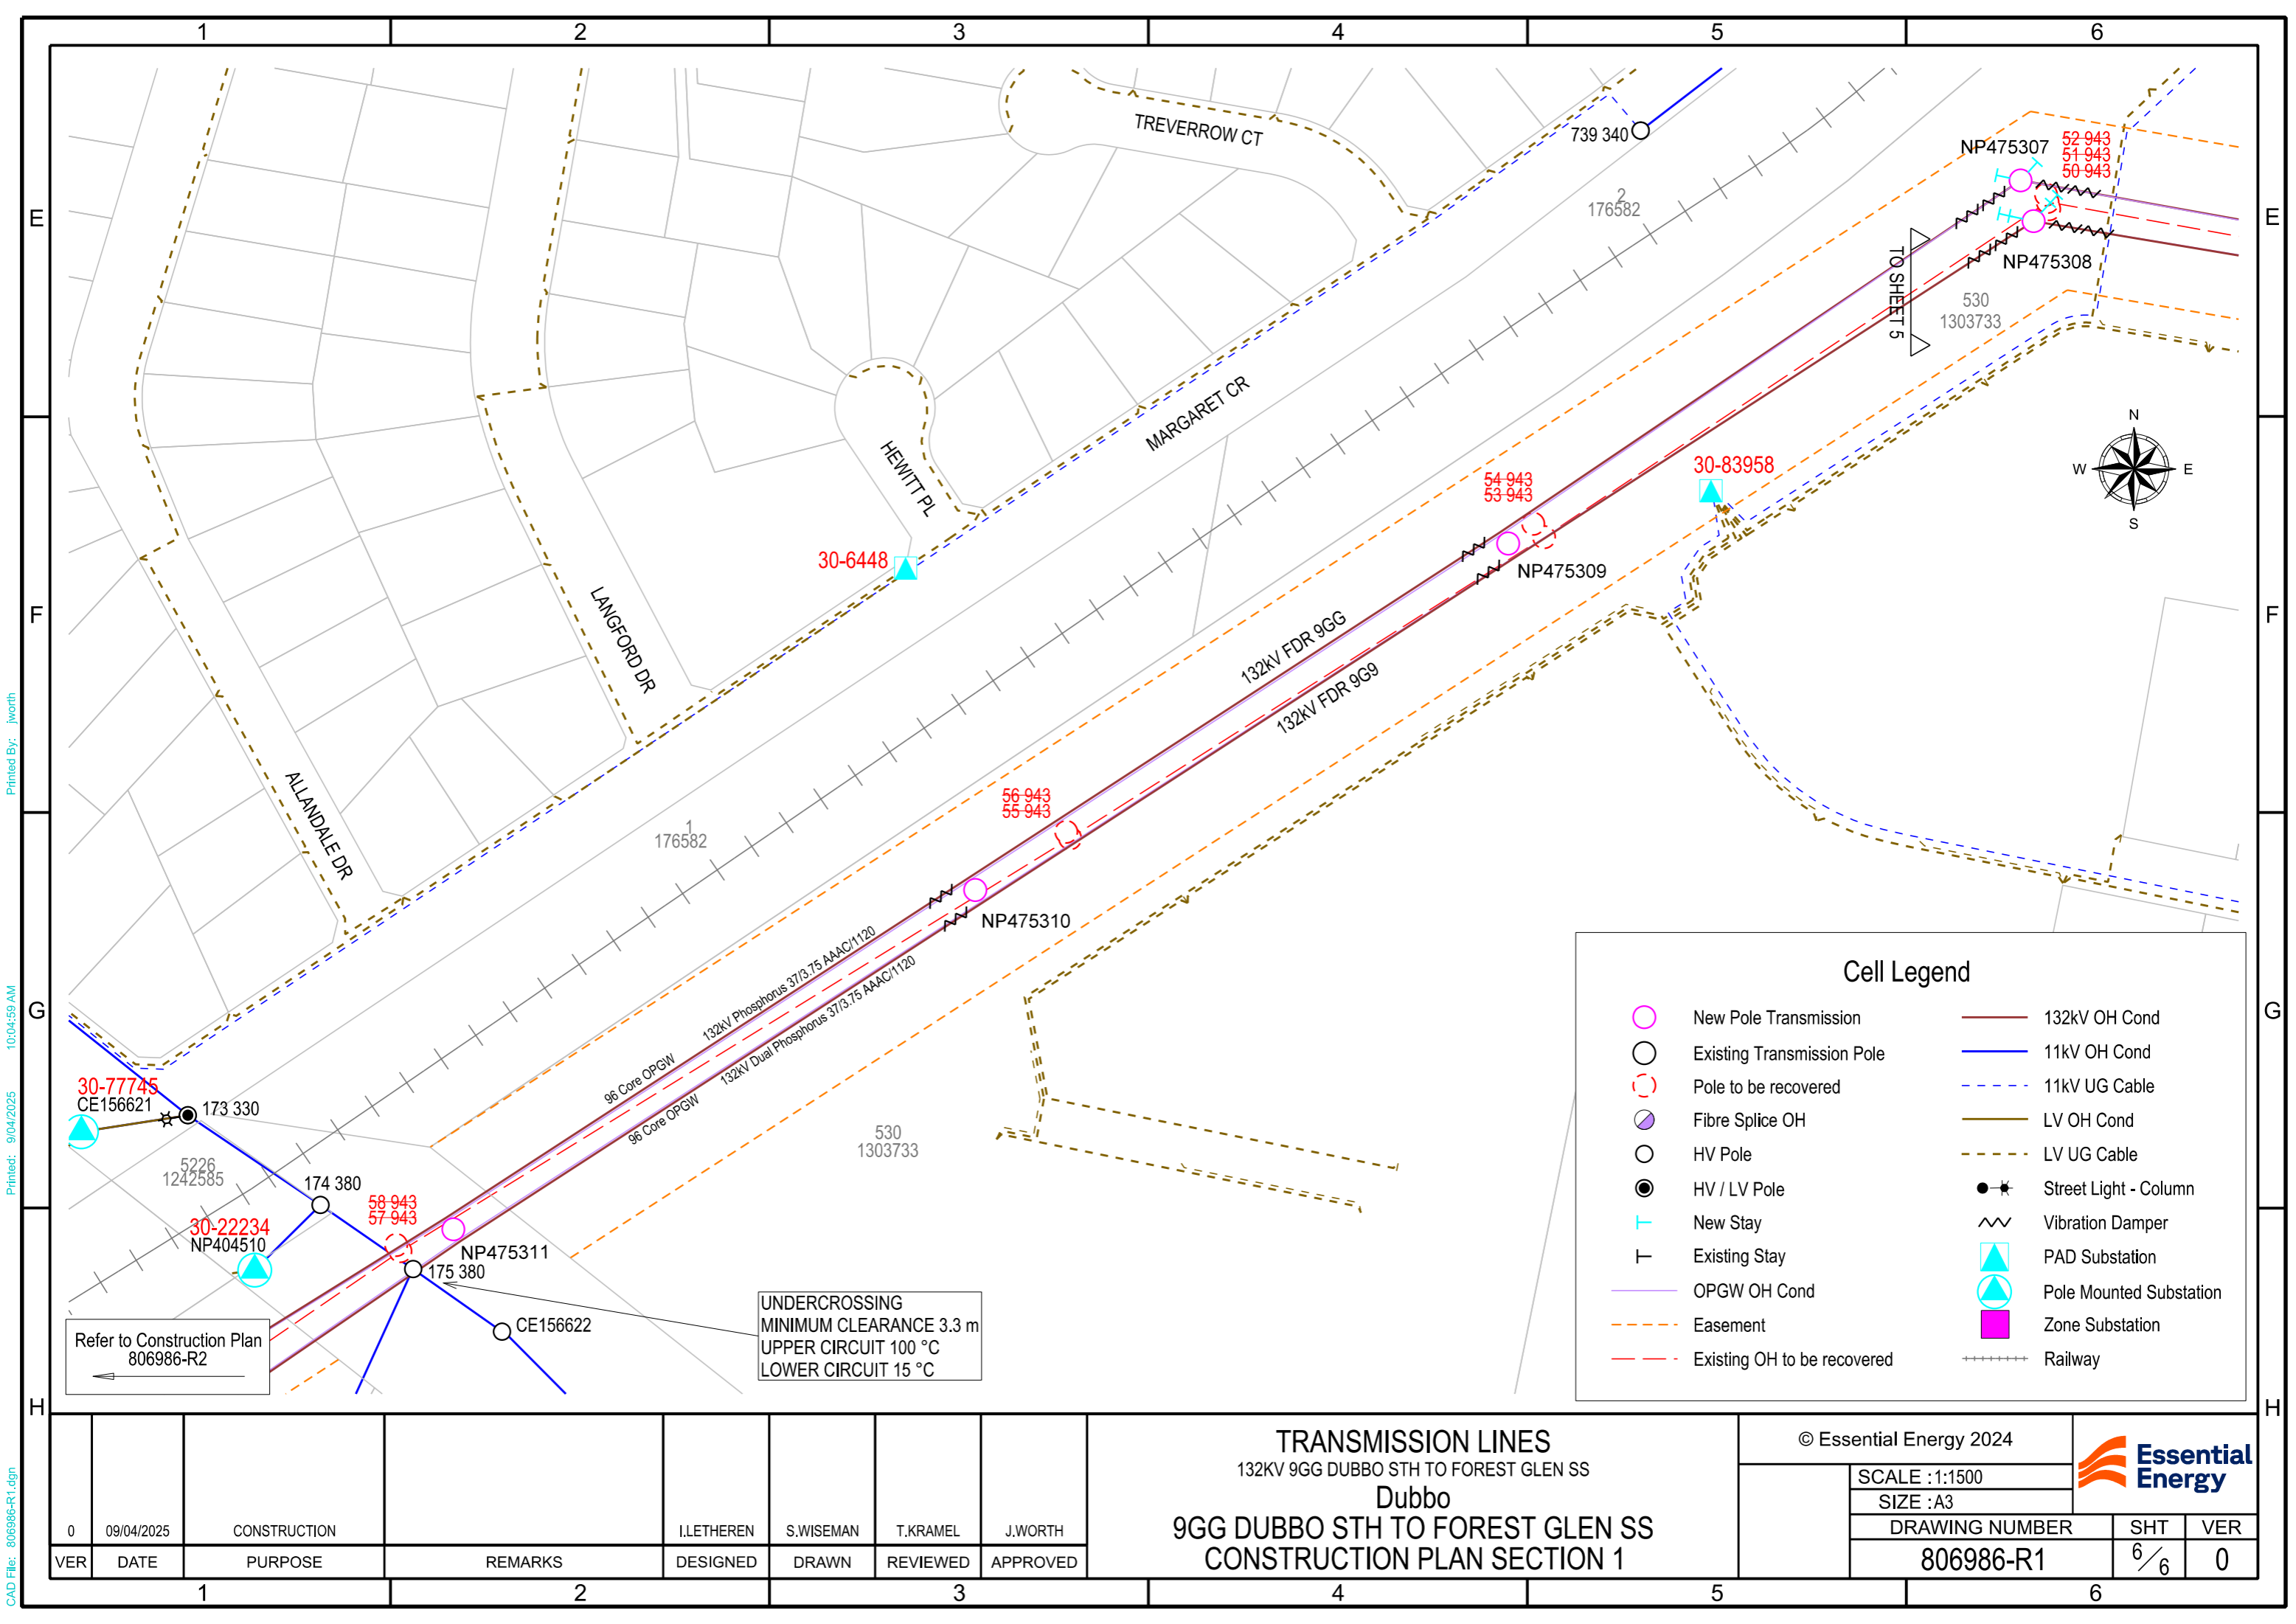 1 2 3 4 5 6
E
F
G
H
E
F
G
H
TREVERROW CT
739 340
2
176582
NP475307
52 943
51 943
50 943
NP475308
TO SHEET 5
530
1303733
MARGARET CR
HEWITT PL
30-6448
LANGFORD DR
ALLANDALE DR
54 943
53 943
30-83958
NP475309
N
W E
S
132kV FDR 9GG
132kV FDR 9G9
56 943
55 943
1
176582
NP475310
132kV Phosphorus 37/3.75 AAAC/1120
96 Core OPGW
132kV Dual Phosphorus 37/3.75 AAAC/1120
96 Core OPGW
530
1303733
30-77745
CE156621
173 330
5226
1242585
174 380
58 943
57 943
30-22234
NP404510
NP475311
175 380
CE156622
UNDERCROSSING
MINIMUM CLEARANCE 3.3 m
UPPER CIRCUIT 100 °C
LOWER CIRCUIT 15 °C
Refer to Construction Plan
806986-R2
Cell Legend
New Pole Transmission
Existing Transmission Pole
Pole to be recovered
Fibre Splice OH
HV Pole
HV / LV Pole
New Stay
Existing Stay
OPGW OH Cond
Easement
Existing OH to be recovered
132kV OH Cond
11kV OH Cond
11kV UG Cable
LV OH Cond
LV UG Cable
Street Light - Column
Vibration Damper
PAD Substation
Pole Mounted Substation
Zone Substation
Railway
Printed By: jworth
Printed: 9/04/2025 10:04:59 AM
CAD File: 806986-R1.dgn
0 09/04/2025 CONSTRUCTION I.LETHEREN S.WISEMAN T.KRAMEL J.WORTH
VER DATE PURPOSE REMARKS DESIGNED DRAWN REVIEWED APPROVED
TRANSMISSION LINES
132KV 9GG DUBBO STH TO FOREST GLEN SS
Dubbo
9GG DUBBO STH TO FOREST GLEN SS
CONSTRUCTION PLAN SECTION 1
© Essential Energy 2024
SCALE :1:1500
SIZE :A3
Essential
Energy
DRAWING NUMBER SHT VER
806986-R1 6/6 0
1 2 3 4 5 6